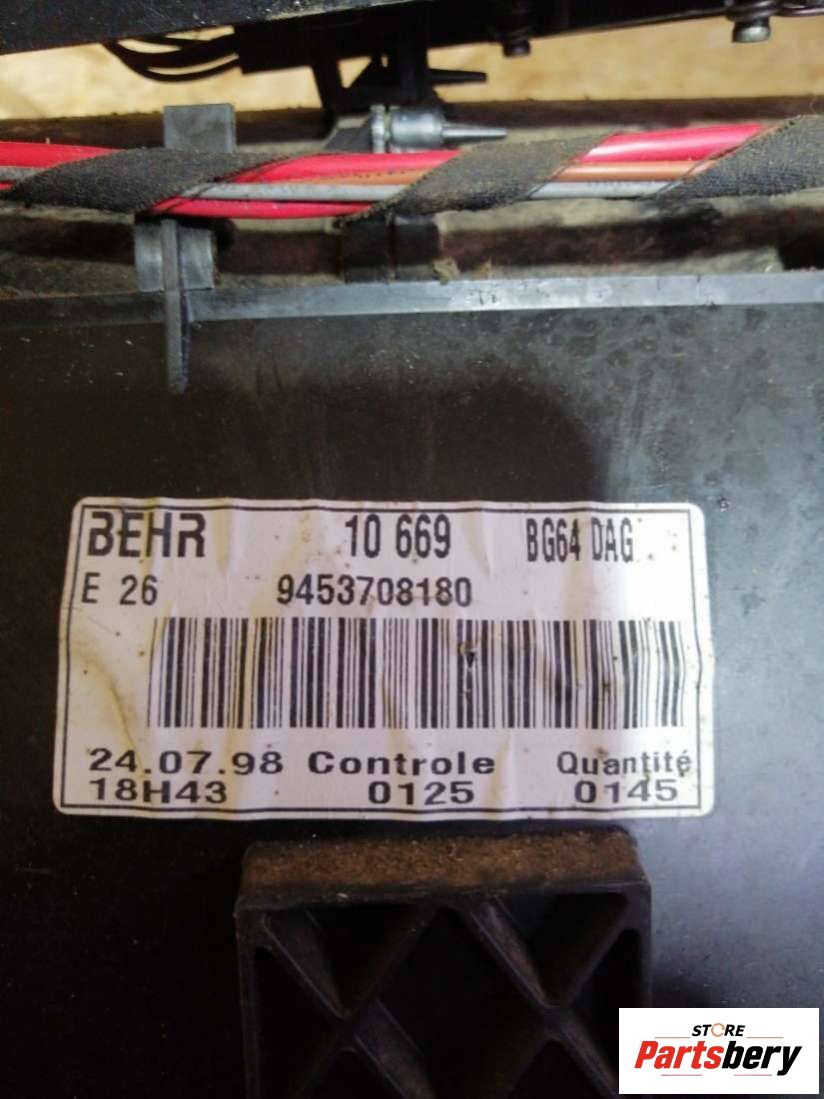 BEHR 10 669 BG64 DAG
E 26 9453708180
24.07.98 Controle Quantité
18H43 0125 0145
STORE
Partsbery